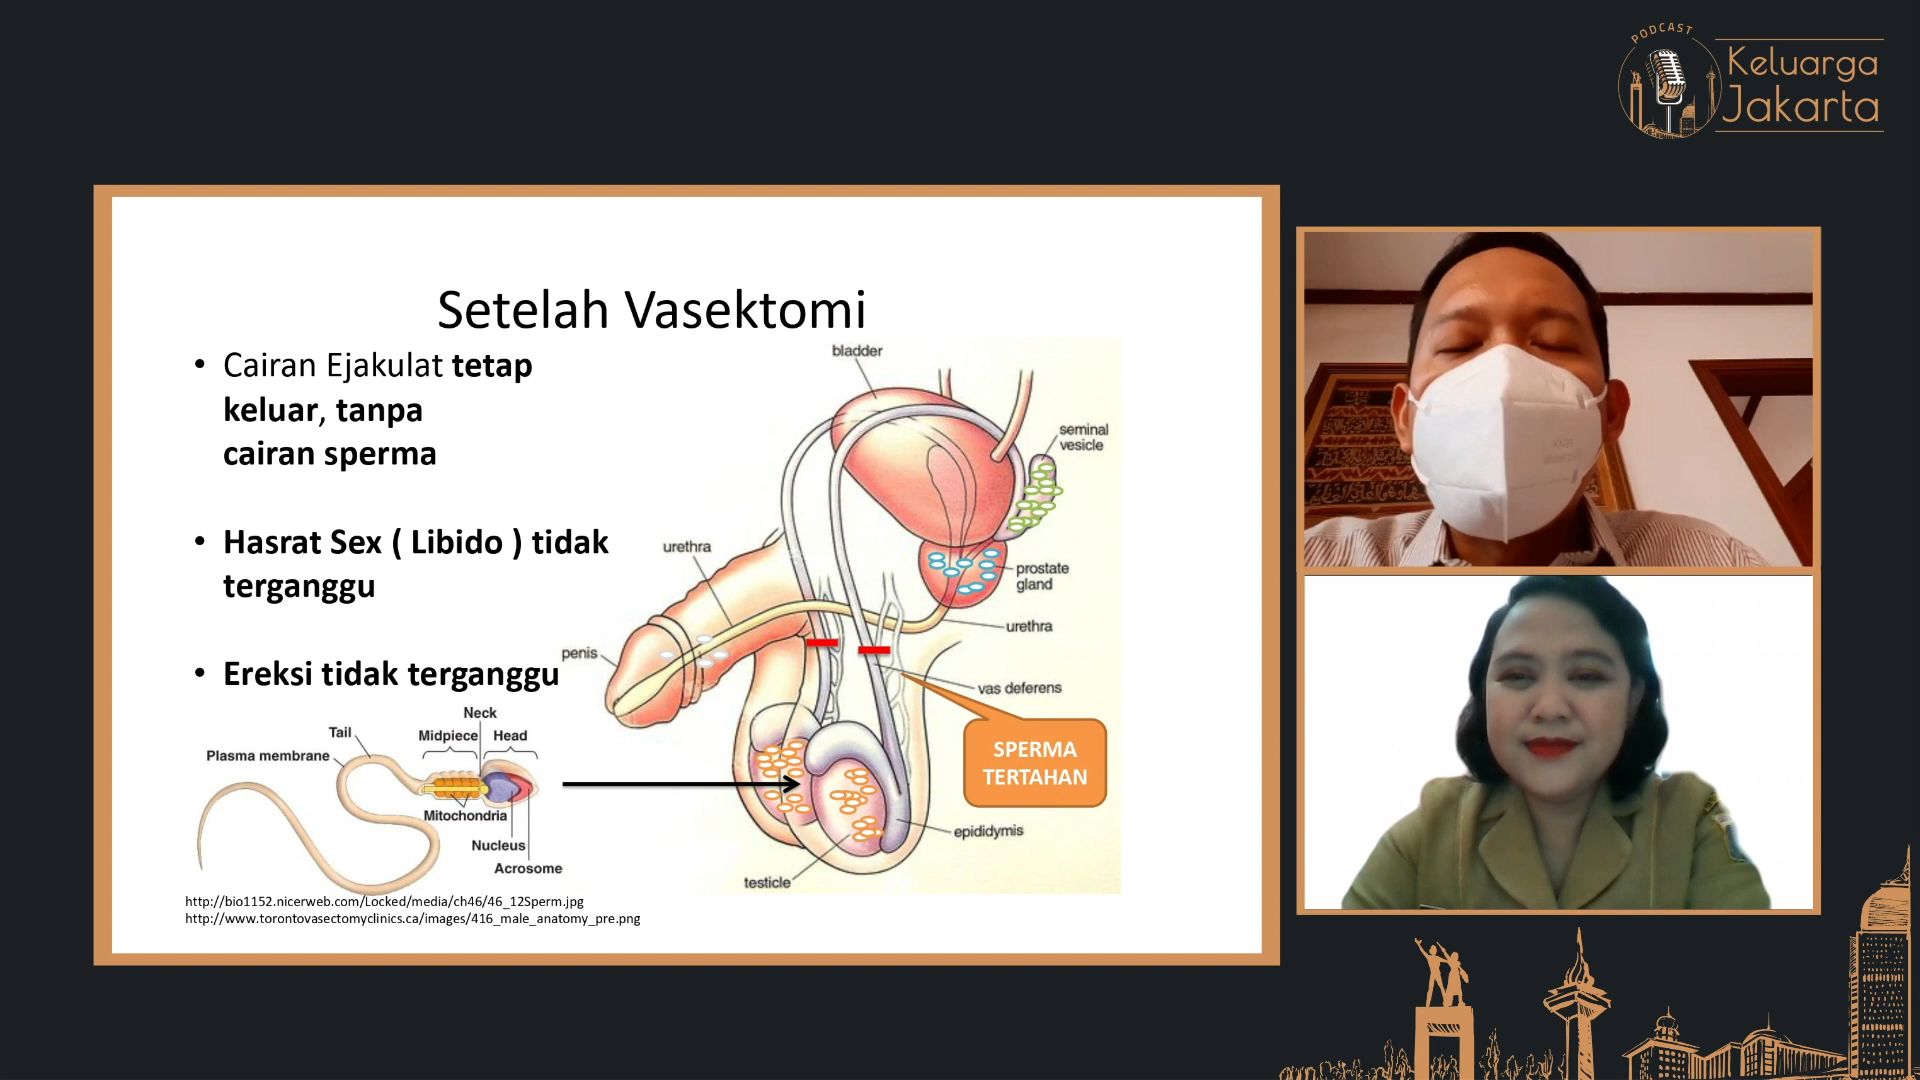 PODCAST
Keluarga
Jakarta
Setelah Vasektomi
• Cairan Ejakulat tetap
keluar, tanpa
cairan sperma
• Hasrat Sex ( Libido ) tidak
terganggu
• Ereksi tidak terganggu
bladder
seminal
vesicle
urethra
prostate
gland
urethra
penis
vas deferens
SPERMA
TERTAHAN
epididymis
testicle
Neck
Tail
Midpiece
Head
Plasma membrane
Mitochondria
Nucleus
Acrosome
http://bio1152.nicerweb.com/Locked/media/ch46/46_12Sperm.jpg
http://www.torontovasectomyclinics.ca/images/416_male_anatomy_pre.png